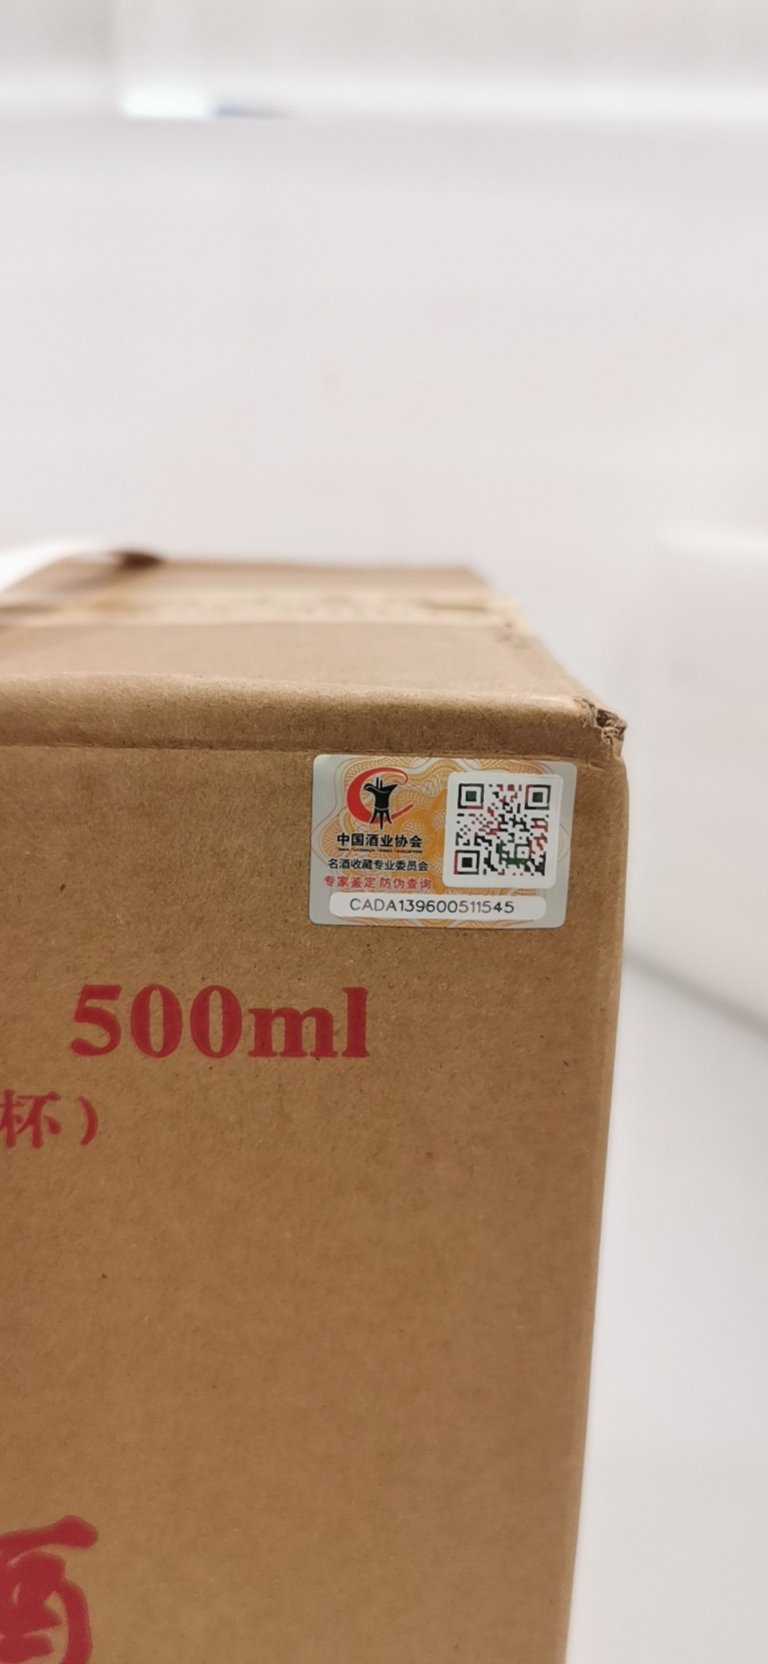 中国酒业协会
名酒收藏专业委员会
专家鉴定 防伪查询
CADA139600511545
500ml
杯）
酒